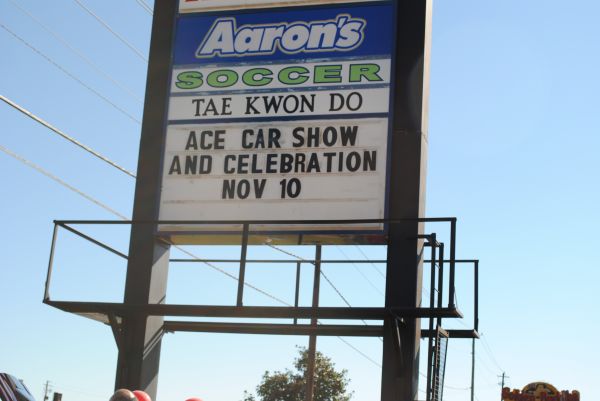 Aaron's
SOCCER
TAE KWON DO
ACE CAR SHOW
AND CELEBRATION
NOV 10